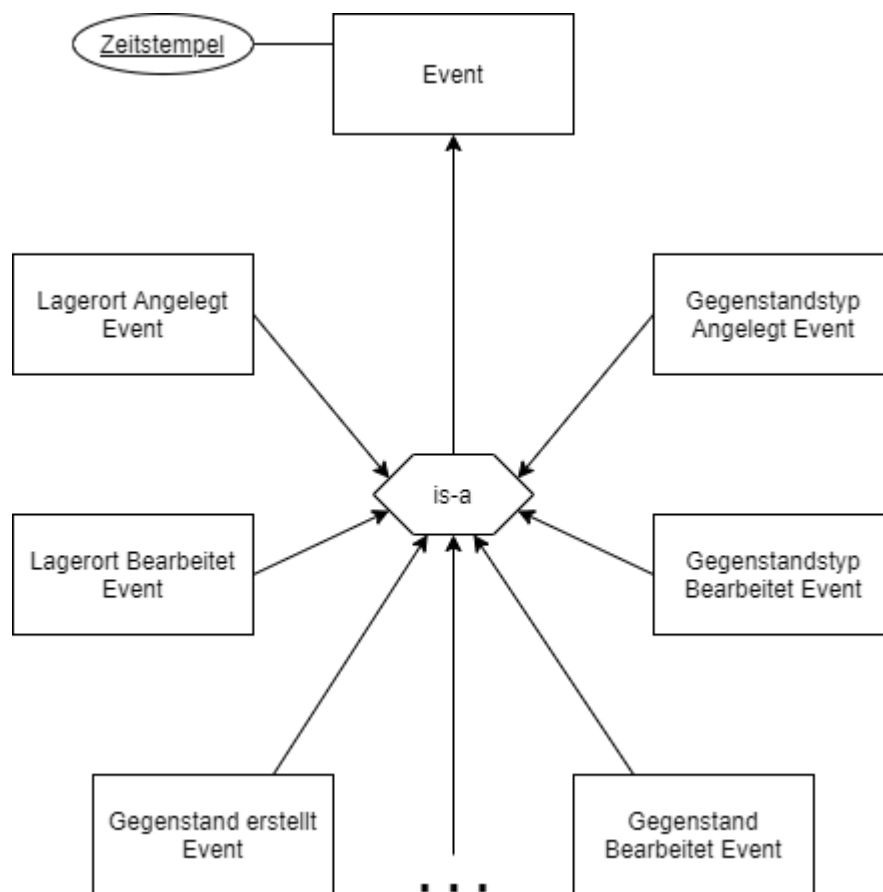 Zeitstempel
Event
Lagerort Angelegt
Event
Gegenstandstyp
Angelegt Event
is-a
Lagerort Bearbeitet
Event
Gegenstandstyp
Bearbeitet Event
Gegenstand erstellt
Event
Gegenstand
Bearbeitet Event
...